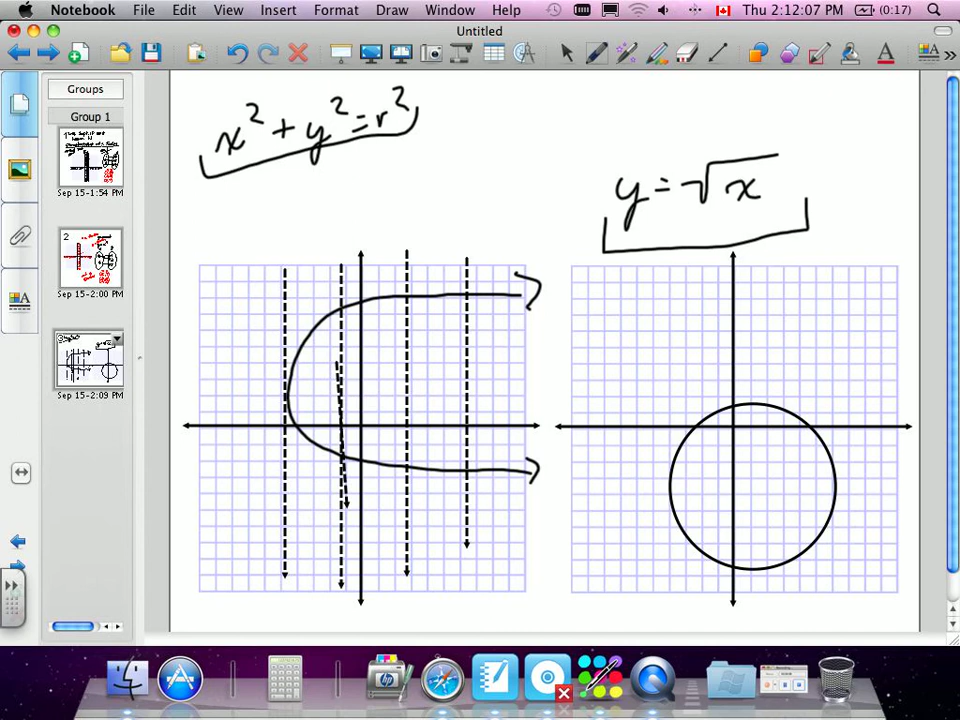 Notebook File Edit View Insert Format Draw Window Help Thu 2:12:07 PM (0:17)
Untitled
Groups
Group 1
Sep 15-1:54 PM
2
Sep 15-2:00 PM
Sep 15-2:09 PM
x² + y² = r²
y = √x